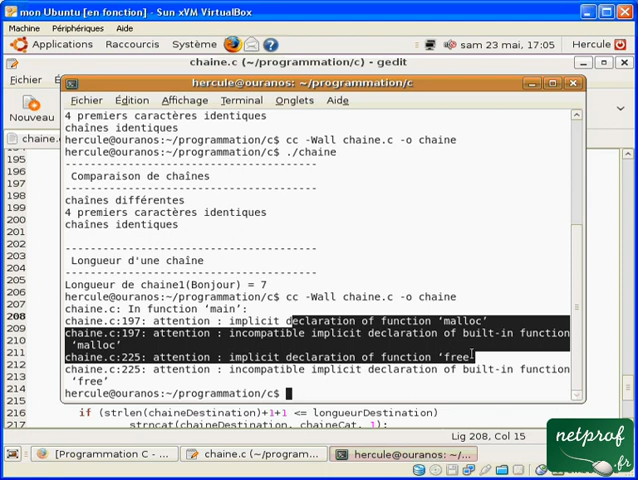 mon Ubuntu [en fonction] - Sun xVM VirtualBox
Machine Périphériques Aide
Applications Raccourcis Système sam 23 mai, 17:05 Hercule
chaine.c (~/programmation/c) - gedit
Fichier
hercule@ouranos: ~/programmation/c
Fichier Édition Affichage Terminal Onglets Aide
Nouveau
chaine.c
4 premiers caractères identiques
chaînes identiques
hercule@ouranos:~/programmation/c$ cc -Wall chaine.c -o chaine
hercule@ouranos:~/programmation/c$ ./chaine
--------------------------------------------
Comparaison de chaînes
--------------------------------------------
chaînes différentes
4 premiers caractères identiques
chaînes identiques
--------------------------------------------
Longueur d'une chaîne
--------------------------------------------
Longueur de chaine1(Bonjour) = 7
hercule@ouranos:~/programmation/c$ cc -Wall chaine.c -o chaine
chaine.c: In function ‘main’:
chaine.c:197: attention : implicit declaration of function ‘malloc’
chaine.c:197: attention : incompatible implicit declaration of built-in function
‘malloc’
chaine.c:225: attention : implicit declaration of function ‘free
chaine.c:225: attention : incompatible implicit declaration of built-in function
‘free’
hercule@ouranos:~/programmation/c$
195
196
197
198
199
200
201
202
203
204
205
206
207
208
209
210
211
212
213
214
215
216 if (strlen(chaineDestination)+1+1 <= longueurDestination)
217 strncat(chaineDestination, chaineCat, 1);
Lig 208, Col 15
[Programmation C - ... chaine.c (~/program... hercule@ouranos: ~/...
netprof
.fr